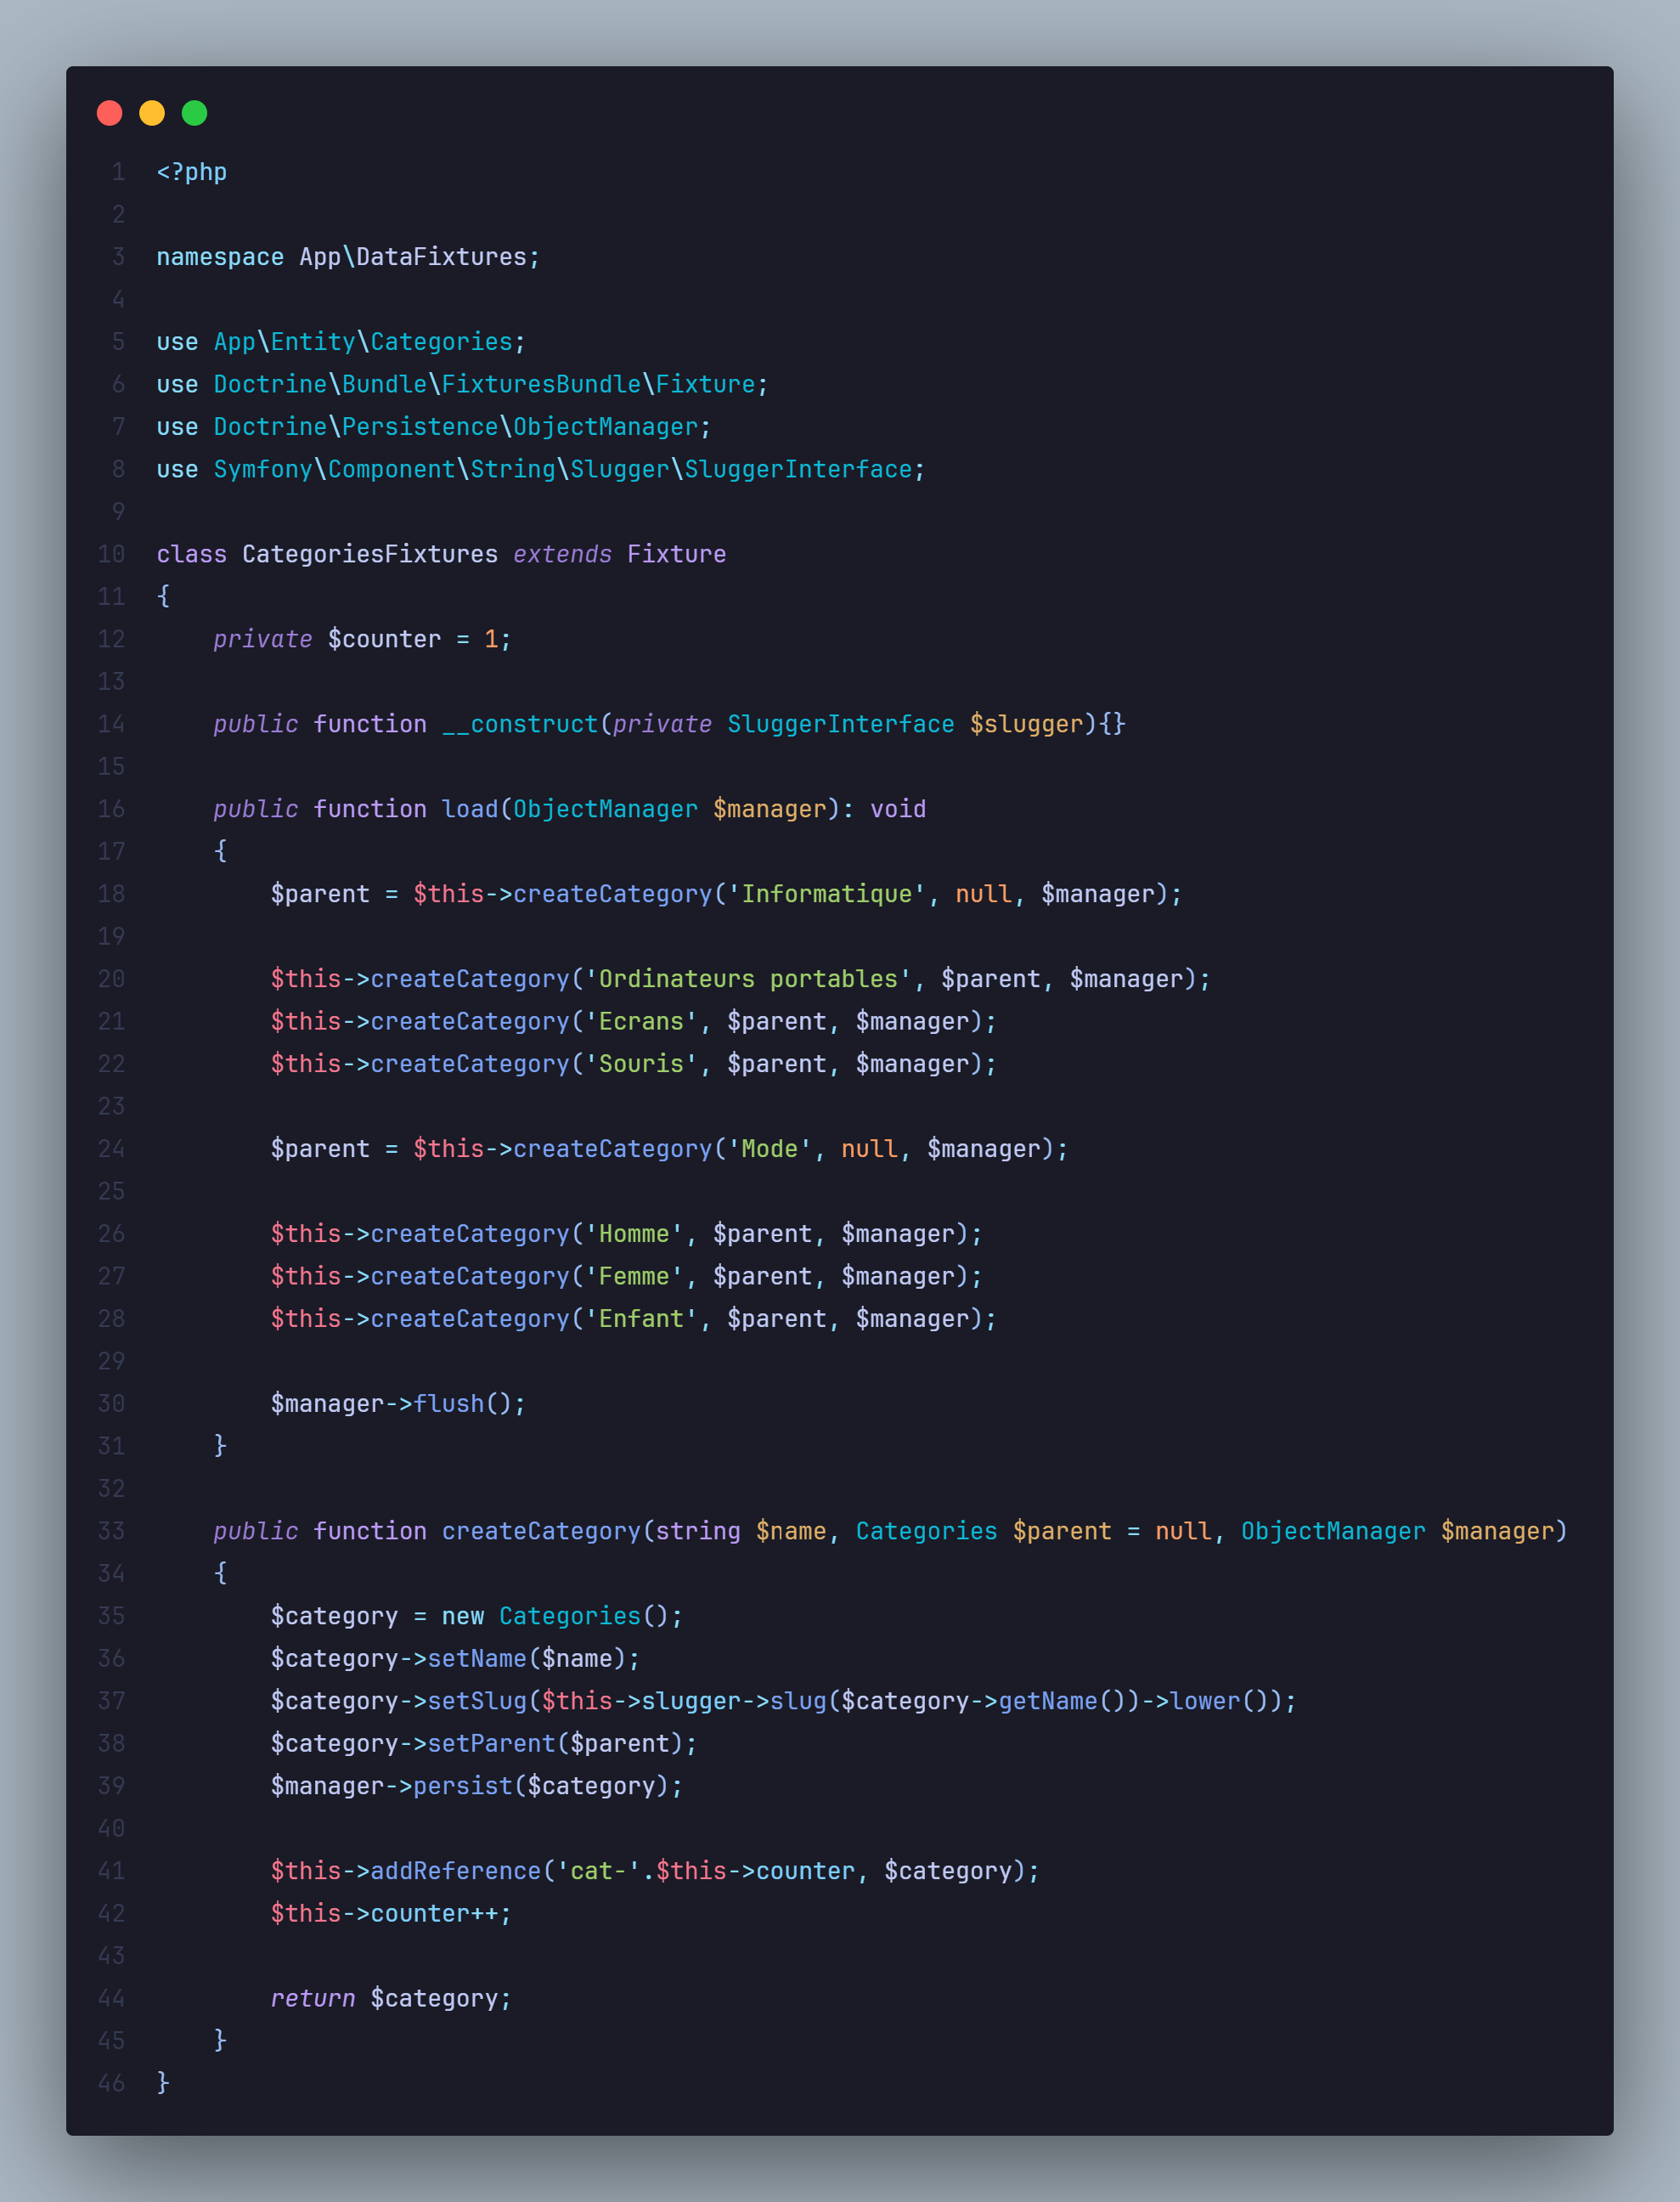 1 <?php
2
3 namespace App\DataFixtures;
4
5 use App\Entity\Categories;
6 use Doctrine\Bundle\FixturesBundle\Fixture;
7 use Doctrine\Persistence\ObjectManager;
8 use Symfony\Component\String\Slugger\SluggerInterface;
9
10 class CategoriesFixtures extends Fixture
11 {
12     private $counter = 1;
13
14     public function __construct(private SluggerInterface $slugger){}
15
16     public function load(ObjectManager $manager): void
17     {
18         $parent = $this->createCategory('Informatique', null, $manager);
19
20         $this->createCategory('Ordinateurs portables', $parent, $manager);
21         $this->createCategory('Ecrans', $parent, $manager);
22         $this->createCategory('Souris', $parent, $manager);
23
24         $parent = $this->createCategory('Mode', null, $manager);
25
26         $this->createCategory('Homme', $parent, $manager);
27         $this->createCategory('Femme', $parent, $manager);
28         $this->createCategory('Enfant', $parent, $manager);
29
30         $manager->flush();
31     }
32
33     public function createCategory(string $name, Categories $parent = null, ObjectManager $manager)
34     {
35         $category = new Categories();
36         $category->setName($name);
37         $category->setSlug($this->slugger->slug($category->getName())->lower());
38         $category->setParent($parent);
39         $manager->persist($category);
40
41         $this->addReference('cat-'.$this->counter, $category);
42         $this->counter++;
43
44         return $category;
45     }
46 }